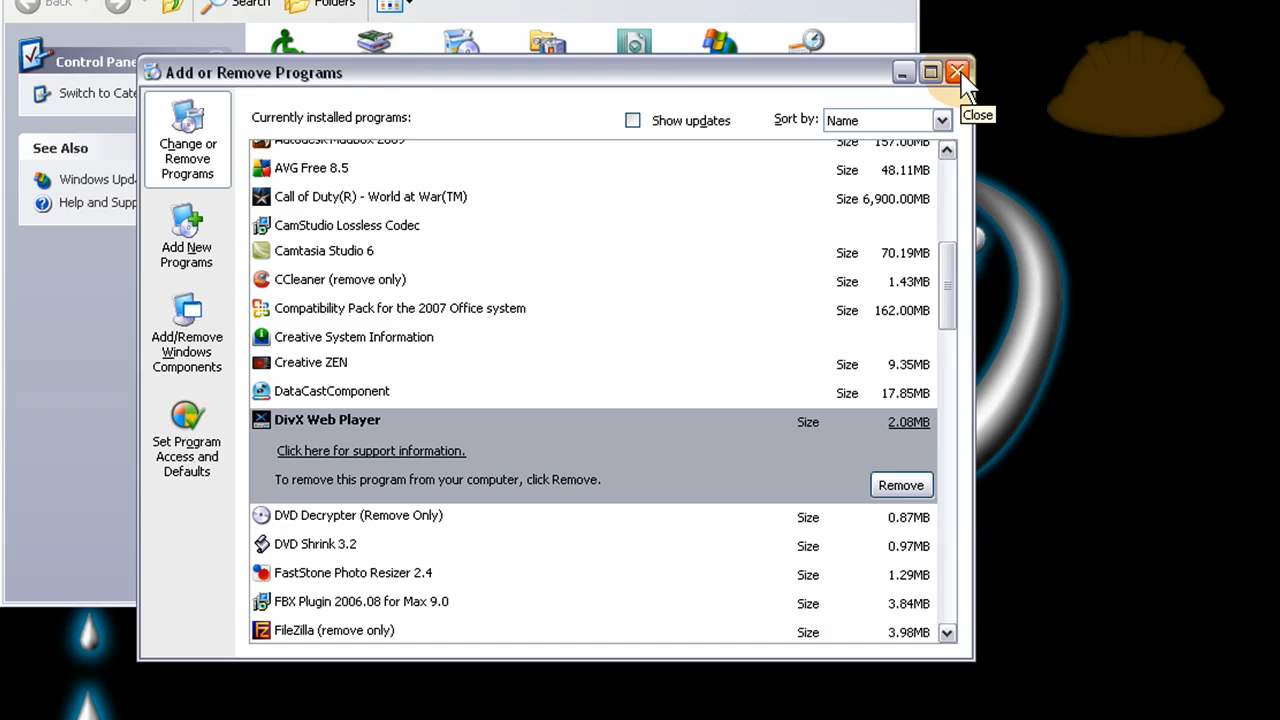 Back
Search
Folders
Control Pane
Switch to Cate
See Also
Windows Upd
Help and Supp
Add or Remove Programs
Close
Change or
Remove
Programs
Add New
Programs
Add/Remove
Windows
Components
Set Program
Access and
Defaults
Currently installed programs:
Show updates
Sort by: Name
Autodesk Mudbox 2009 Size 157.00MB
AVG Free 8.5 Size 48.11MB
Call of Duty(R) - World at War(TM) Size 6,900.00MB
CamStudio Lossless Codec
Camtasia Studio 6 Size 70.19MB
CCleaner (remove only) Size 1.43MB
Compatibility Pack for the 2007 Office system Size 162.00MB
Creative System Information
Creative ZEN Size 9.35MB
DataCastComponent Size 17.85MB
DivX Web Player Size 2.08MB
Click here for support information.
To remove this program from your computer, click Remove. Remove
DVD Decrypter (Remove Only) Size 0.87MB
DVD Shrink 3.2 Size 0.97MB
FastStone Photo Resizer 2.4 Size 1.29MB
FBX Plugin 2006.08 for Max 9.0 Size 3.84MB
FileZilla (remove only) Size 3.98MB